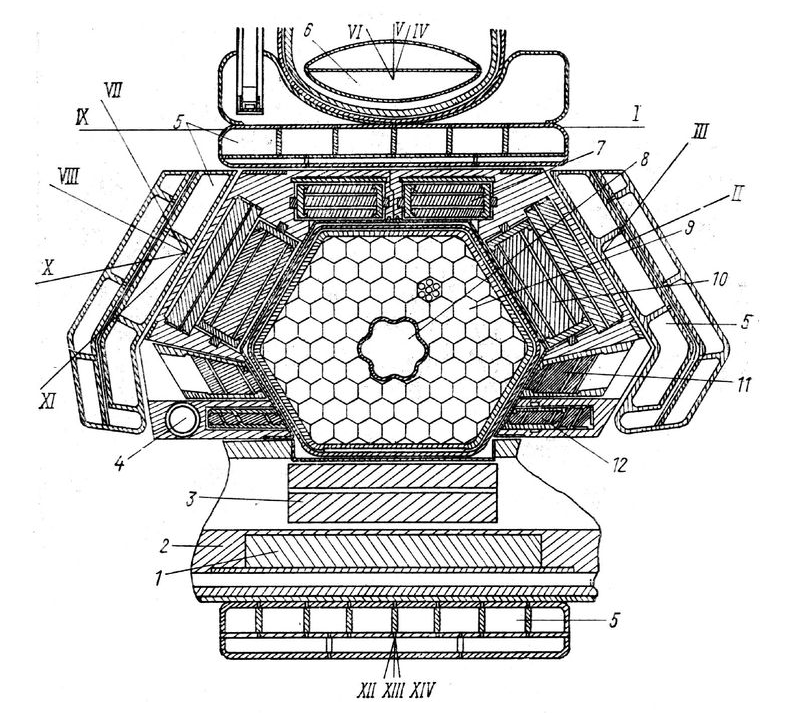 6 VI V IV
VII
IX 5 I
7 8 III
VIII II
9
X 10
5
XI 11
4 12
3
2
1
5
XII XIII XIV